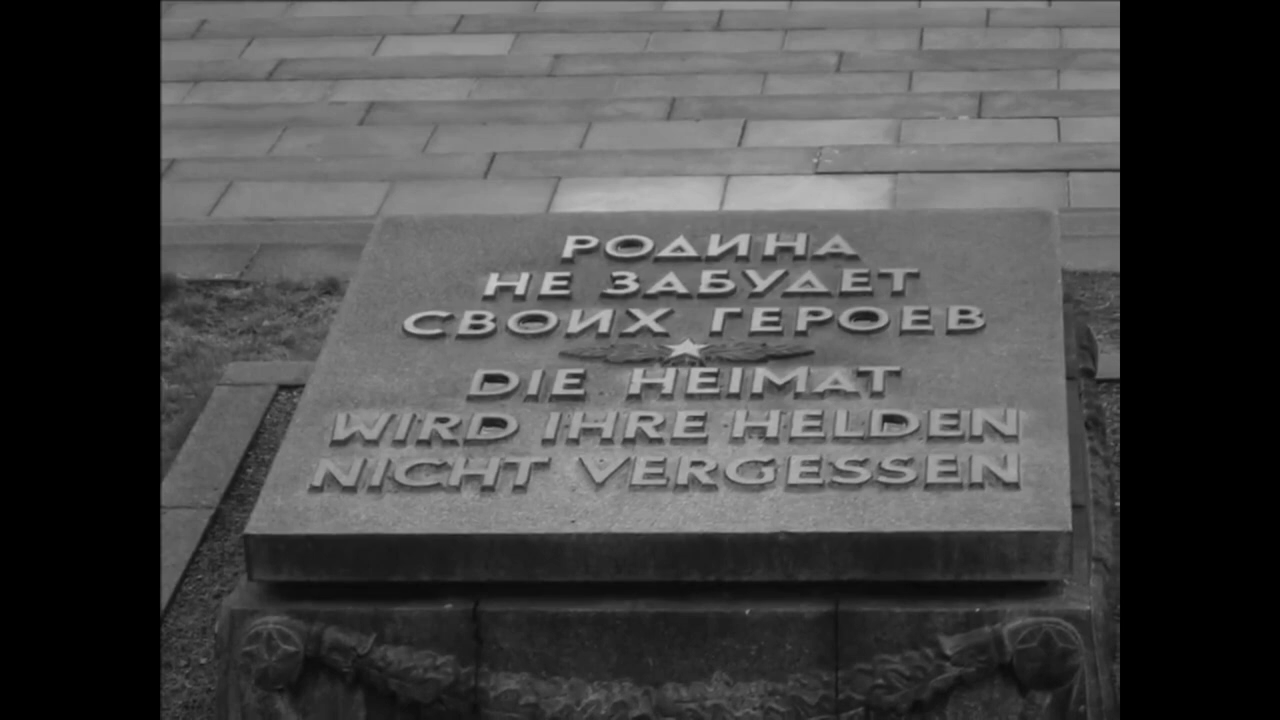 РОДИНА
НЕ ЗАБУДЕТ
СВОИХ ГЕРОЕВ
DIE HEIMAT
WIRD IHRE HELDEN
NICHT VERGESSEN